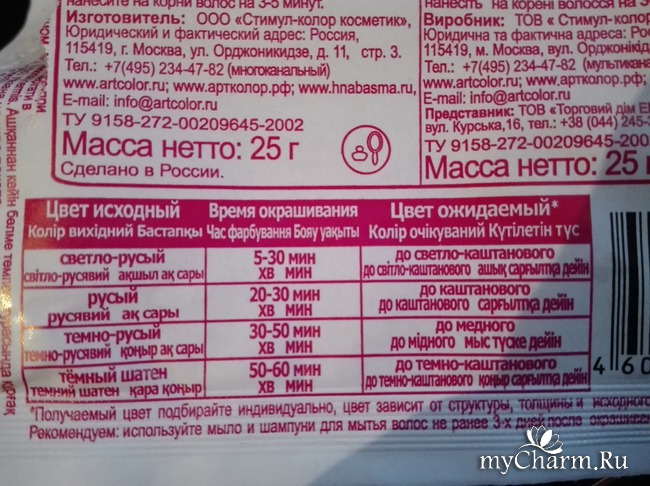 нанесите на корни волос на 3-5 минут.
Изготовитель: ООО «Стимул-колор косметик»,
Юридический и фактический адрес: Россия,
115419, г. Москва, ул. Орджоникидзе, д. 11, стр. 3.
Тел.: +7(495) 234-47-82 (многоканальный)
www.artcolor.ru; www.артколор.рф; www.hnabasma.ru
E-mail: info@artcolor.ru
ТУ 9158-272-00209645-2002
Масса нетто: 25 г
Сделано в России.
нанесіть на корені волосся на 3-
Виробник: ТОВ « Стимул-колор
Юридична та фактична адреса: Ро
115419, м. Москва, вул. Орджонікідз
Тел.: +7(495) 234-47-82 (мультикана
www.artcolor.ru; www.артколор.рф;
E-mail: info@artcolor.ru
Представник: ТОВ «Торговий дім
вул. Курська,16, тел.: +38 (044) 245-
ТУ 9158-272-00209645-200
Масса нетто: 25
Цвет исходный Время окрашивания Цвет ожидаемый*
Колір вихідний Бастапқы Час фарбування Бояу уақыты Колір очікуваний Күтілетін түс
светло-русый 5-30 мин до светло-каштанового
світло-русявий ақшыл ақ сары ХВ МИН до світло-каштанового ашық сарғылтқа дейін
русый 20-30 мин до каштанового
русявий ақ сары ХВ МИН до каштанового сарғылтқа дейін
темно-русый 30-50 мин до медного
темно-русявий қоңыр ақ сары ХВ МИН до мідного мыс түске дейін
тёмный шатен 50-60 мин до темно-каштанового
темний шатен қара қоңыр ХВ МИН до темно-каштанового қоңыр сарғылтқа дейін
*Получаемый цвет подбирайте индивидуально, цвет зависит от структуры, толщины и исходного
Рекомендуем: используйте мыло и шампуни для мытья волос не ранее 3-х дней после окрашива
4 60
myCharm.Ru